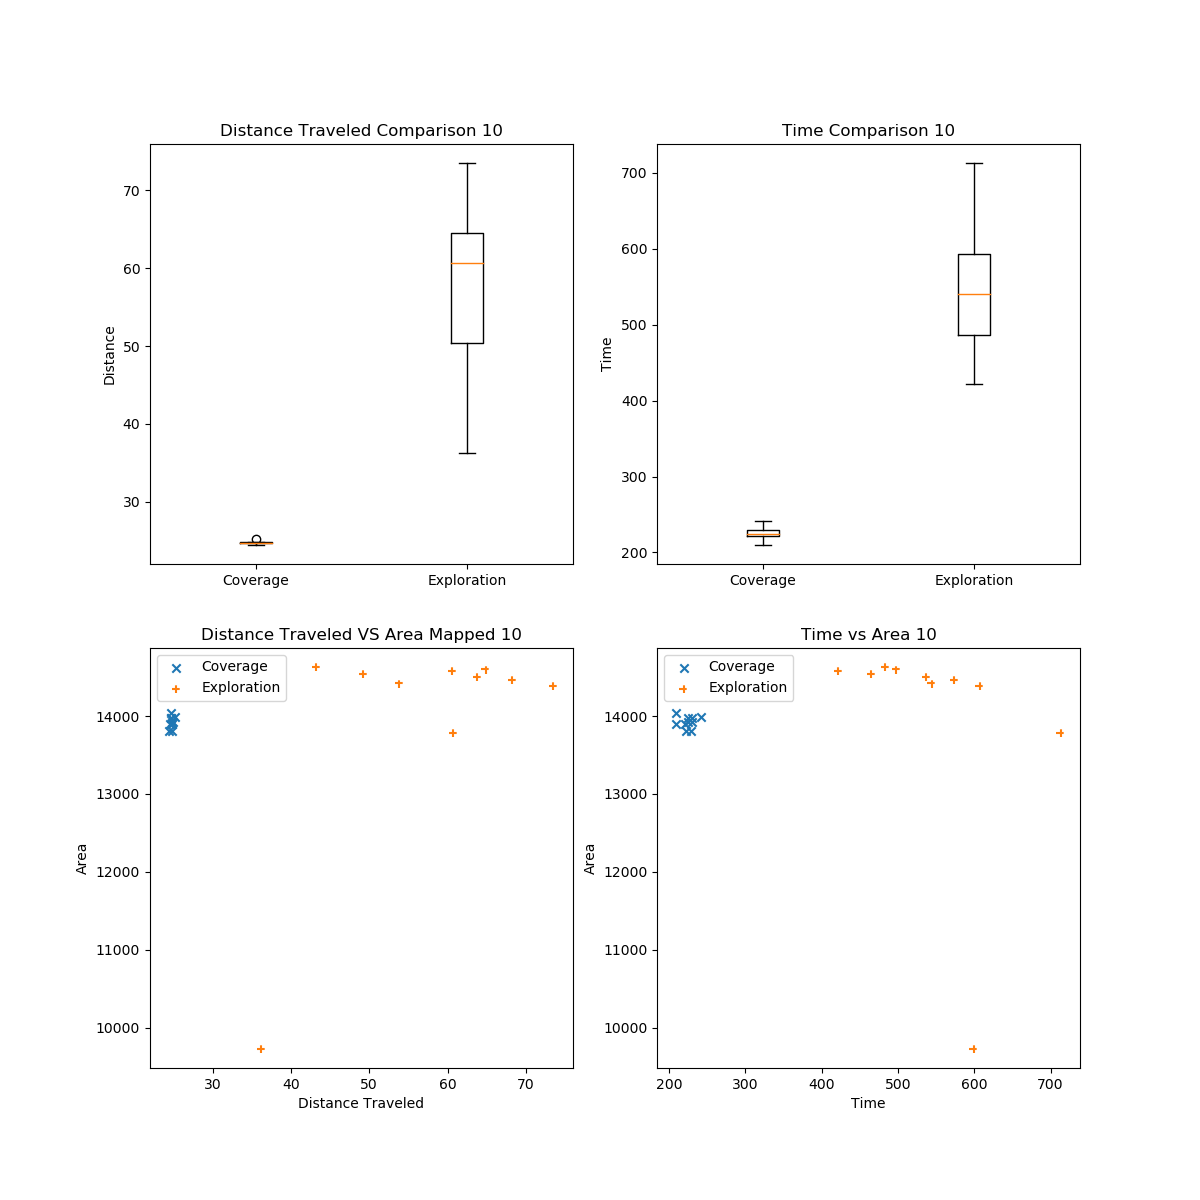 Distance Traveled Comparison 10
Distance
70
60
50
40
30
Coverage
Exploration
Time Comparison 10
Time
700
600
500
400
300
200
Coverage
Exploration
Distance Traveled VS Area Mapped 10
Coverage
Exploration
Area
14000
13000
12000
11000
10000
30
40
50
60
70
Distance Traveled
Time vs Area 10
Coverage
Exploration
Area
14000
13000
12000
11000
10000
200
300
400
500
600
700
Time